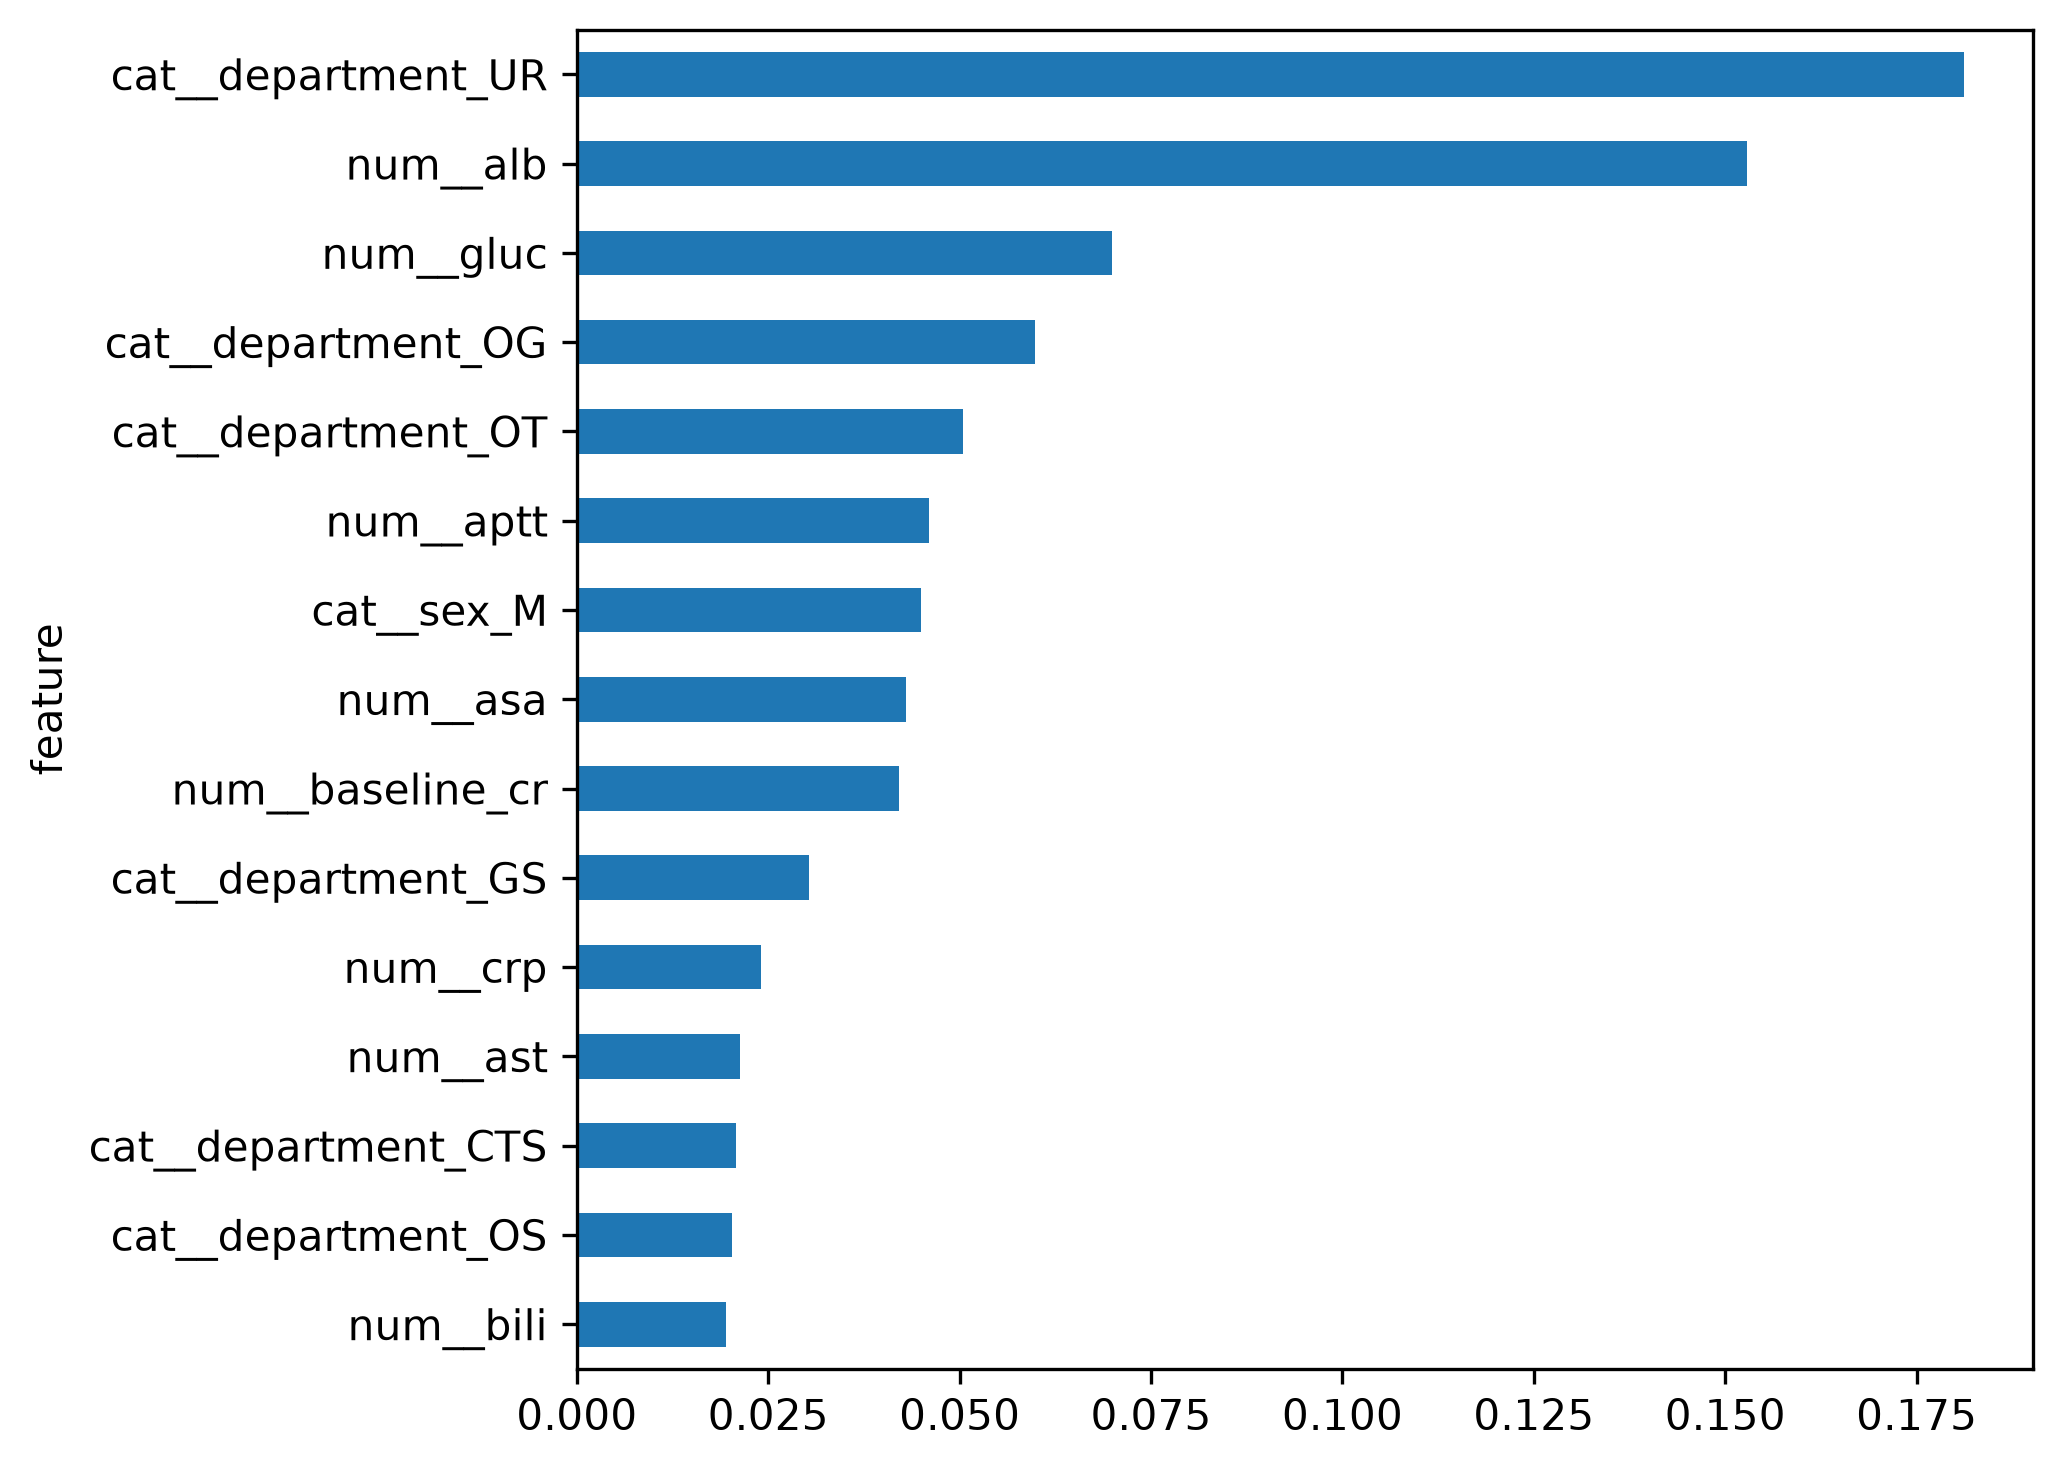 cat__department_UR
num__alb
num__gluc
cat__department_OG
cat__department_OT
num__aptt
cat__sex_M
num__asa
num__baseline_cr
cat__department_GS
num__crp
num__ast
cat__department_CTS
cat__department_OS
num__bili
feature
0.000 0.025 0.050 0.075 0.100 0.125 0.150 0.175